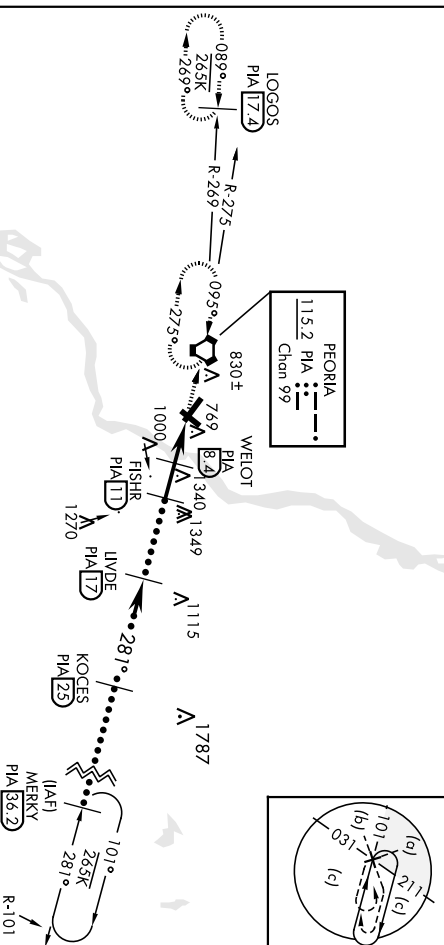 LOGOS
PIA 17.4
089°
265K
269°
R-275
R-269
095°
275°
PEORIA
115.2 PIA
Chan 99
830±
769
1000
WELOT
PIA
8.4
1340
FISHR
PIA 11
1349
1270
LIVDE
PIA 17
1115
281°
KOCES
PIA 25
1787
(IAF)
MERKY
PIA 36.2
101°
265K
281°
R-101
(a)
101
(b)
031
211
(c)
(c)